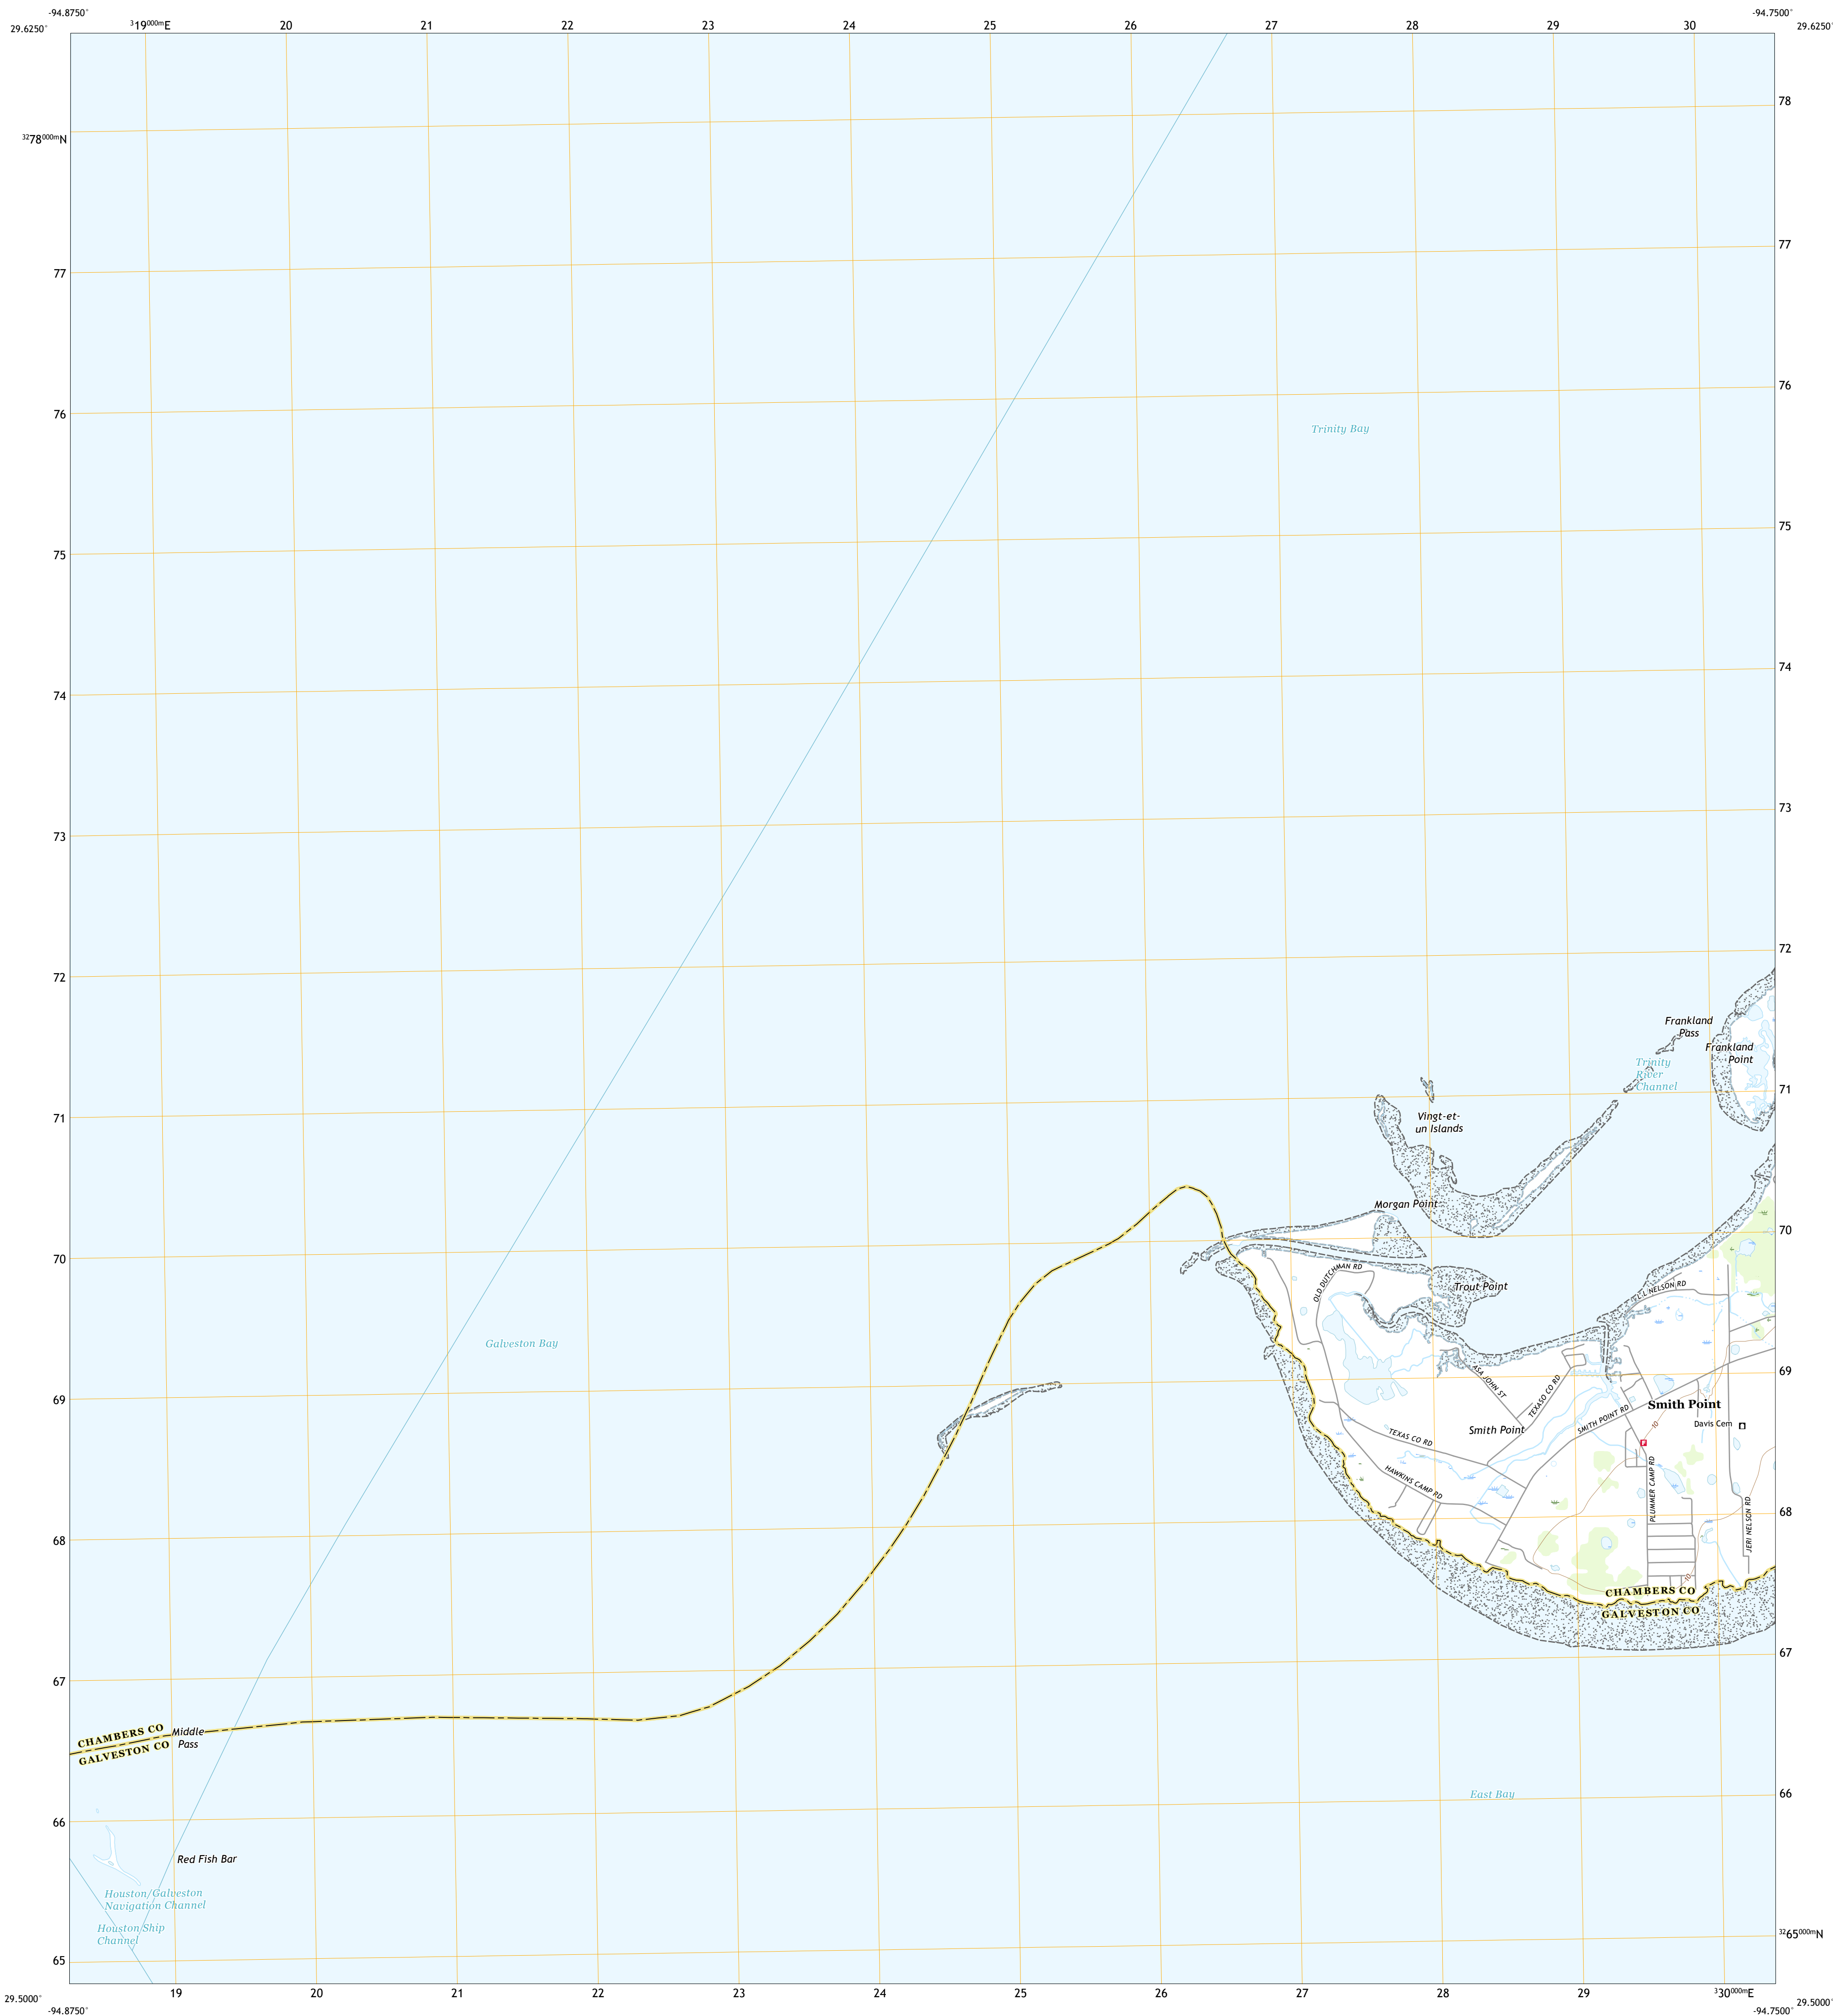 -94.8750°
-94.7500°
29.6250°
319000mE
20
21
22
23
24
25
26
27
28
29
30
29.6250°
3278000mN
78
77
77
76
76
Trinity Bay
75
75
74
74
73
73
72
72
Frankland
Pass
Frankland
Point
Trinity
River
Channel
71
71
Vingt-et-
un Islands
Morgan Point
70
70
OLD DUTCHMAN RD
Trout Point
L L NELSON RD
Galveston Bay
69
69
ASA JOHN ST
TEXASO CO RD
SMITH POINT RD
Smith Point
Davis Cem
10
Smith Point
TEXAS CO RD
HAWKINS CAMP RD
PLUMMER CAMP RD
JERI NELSON RD
68
68
10
CHAMBERS CO
GALVESTON CO
67
67
CHAMBERS CO
GALVESTON CO
Middle
Pass
East Bay
66
66
Red Fish Bar
Houston/Galveston
Navigation Channel
Houston Ship
Channel
65
3265000mN
29.5000°
19
20
21
22
23
24
25
26
27
28
29
330000mE
29.5000°
-94.8750°
-94.7500°